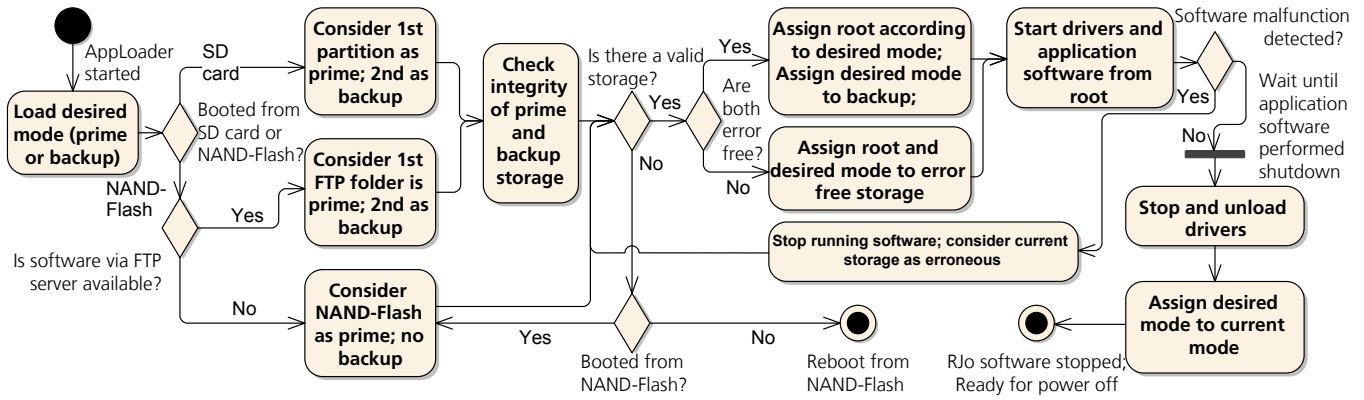 AppLoader
started
Load desired
mode (prime
or backup)
SD
card
Booted from
SD card or
NAND-Flash?
NAND-
Flash
Is software via FTP
server available?
Yes
No
Consider 1st
partition as
prime; 2nd as
backup
Consider 1st
FTP folder is
prime; 2nd as
backup
Consider
NAND-Flash
as prime; no
backup
Check
integrity
of prime
and
backup
storage
Is there a valid
storage?
Yes
No
Are
both
error
free?
Yes
No
Assign root according
to desired mode;
Assign desired mode
to backup;
Assign root and
desired mode to error
free storage
Start drivers and
application
software from
root
Software malfunction
detected?
Yes
No
Wait until
application
software
performed
shutdown
Stop running software; consider current
storage as erroneous
Stop and unload
drivers
Assign desired
mode to current
mode
Booted from
NAND-Flash?
Yes
No
Reboot from
NAND-Flash
RJo software stopped;
Ready for power off